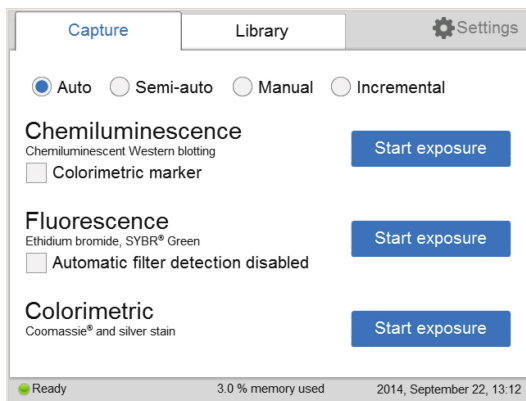 Capture
Library
Settings
Auto Semi-auto Manual Incremental
Chemiluminescence
Chemiluminescent Western blotting
Colorimetric marker
Start exposure
Fluorescence
Ethidium bromide, SYBR® Green
Automatic filter detection disabled
Start exposure
Colorimetric
Coomassie® and silver stain
Start exposure
Ready
3.0 % memory used
2014, September 22, 13:12